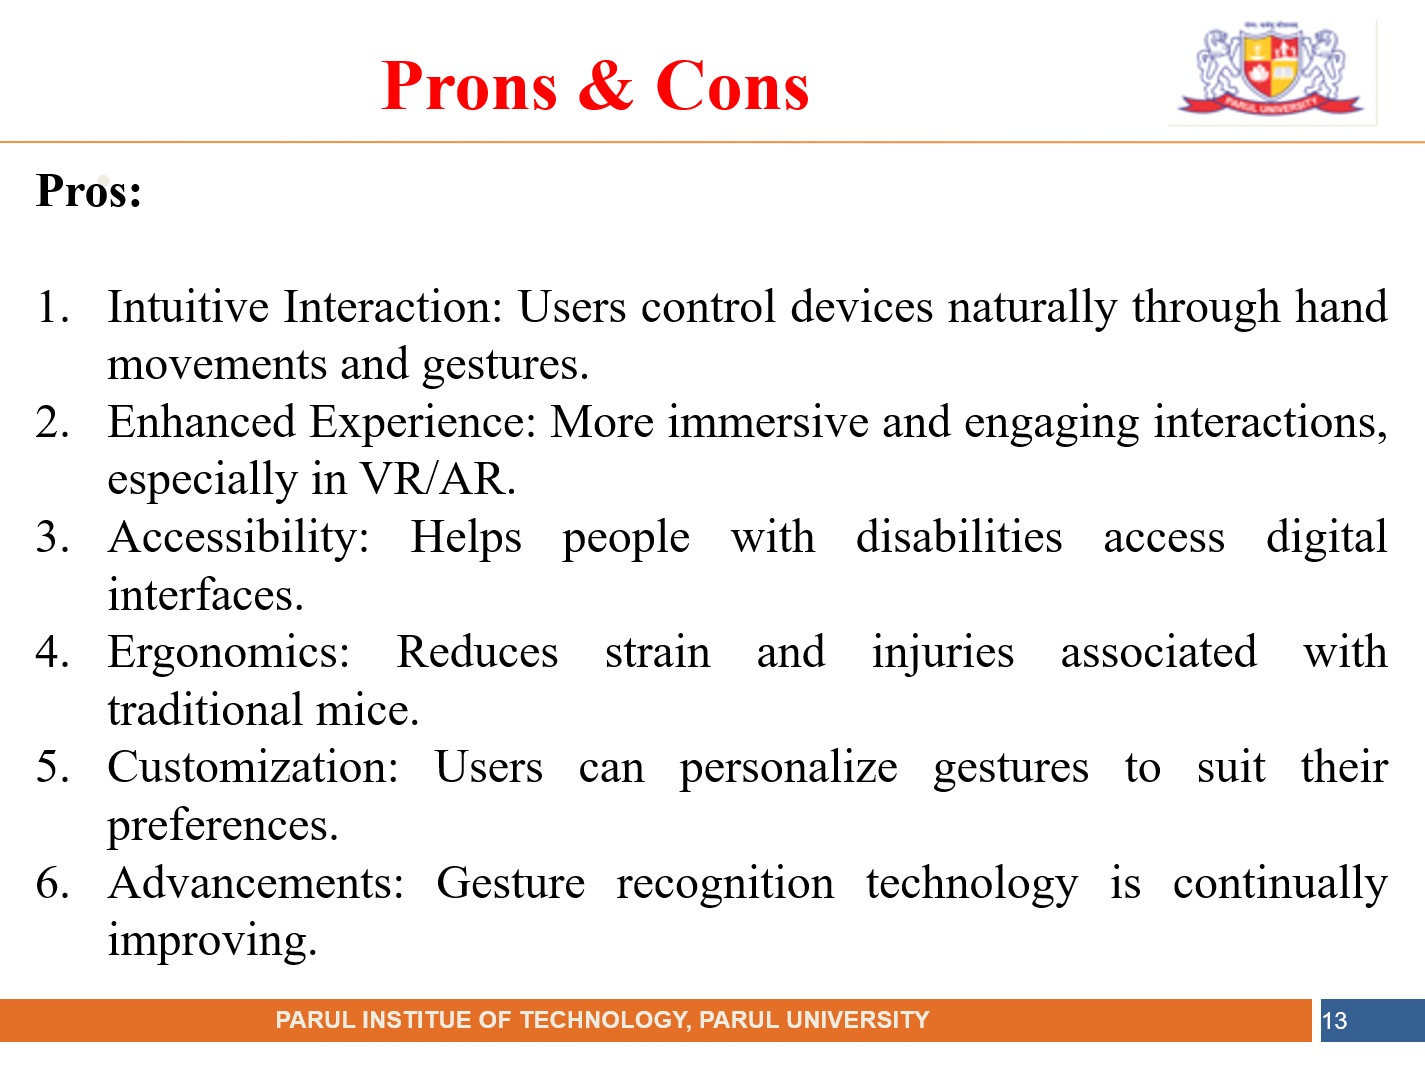 Prons & Cons
PARUL UNIVERSITY
Pros:
1. Intuitive Interaction: Users control devices naturally through hand
movements and gestures.
2. Enhanced Experience: More immersive and engaging interactions,
especially in VR/AR.
3. Accessibility: Helps people with disabilities access digital
interfaces.
4. Ergonomics: Reduces strain and injuries associated with
traditional mice.
5. Customization: Users can personalize gestures to suit their
preferences.
6. Advancements: Gesture recognition technology is continually
improving.
PARUL INSTITUE OF TECHNOLOGY, PARUL UNIVERSITY
13